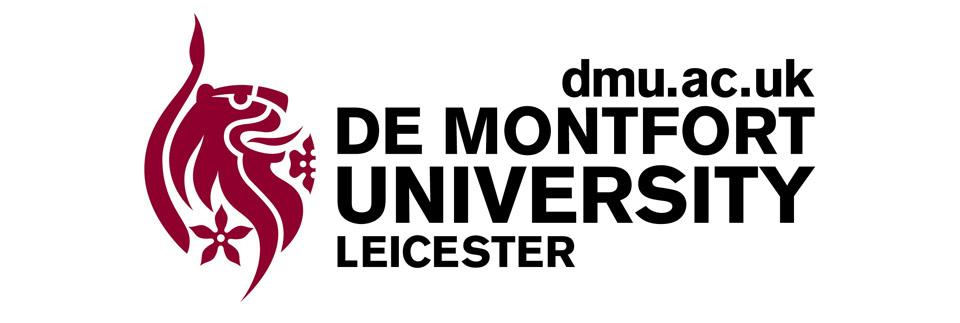 dmu.ac.uk
DE MONTFORT
UNIVERSITY
LEICESTER